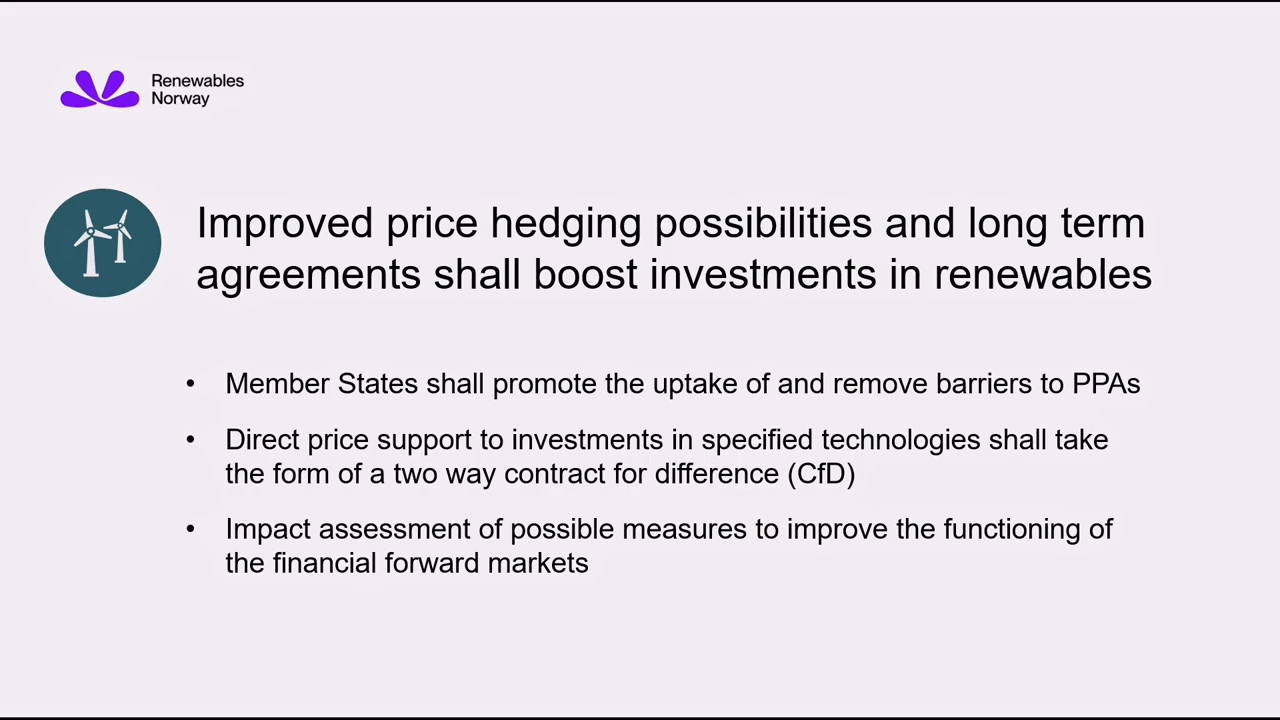 Renewables
Norway
Improved price hedging possibilities and long term
agreements shall boost investments in renewables
• Member States shall promote the uptake of and remove barriers to PPAs
• Direct price support to investments in specified technologies shall take
the form of a two way contract for difference (CfD)
• Impact assessment of possible measures to improve the functioning of
the financial forward markets